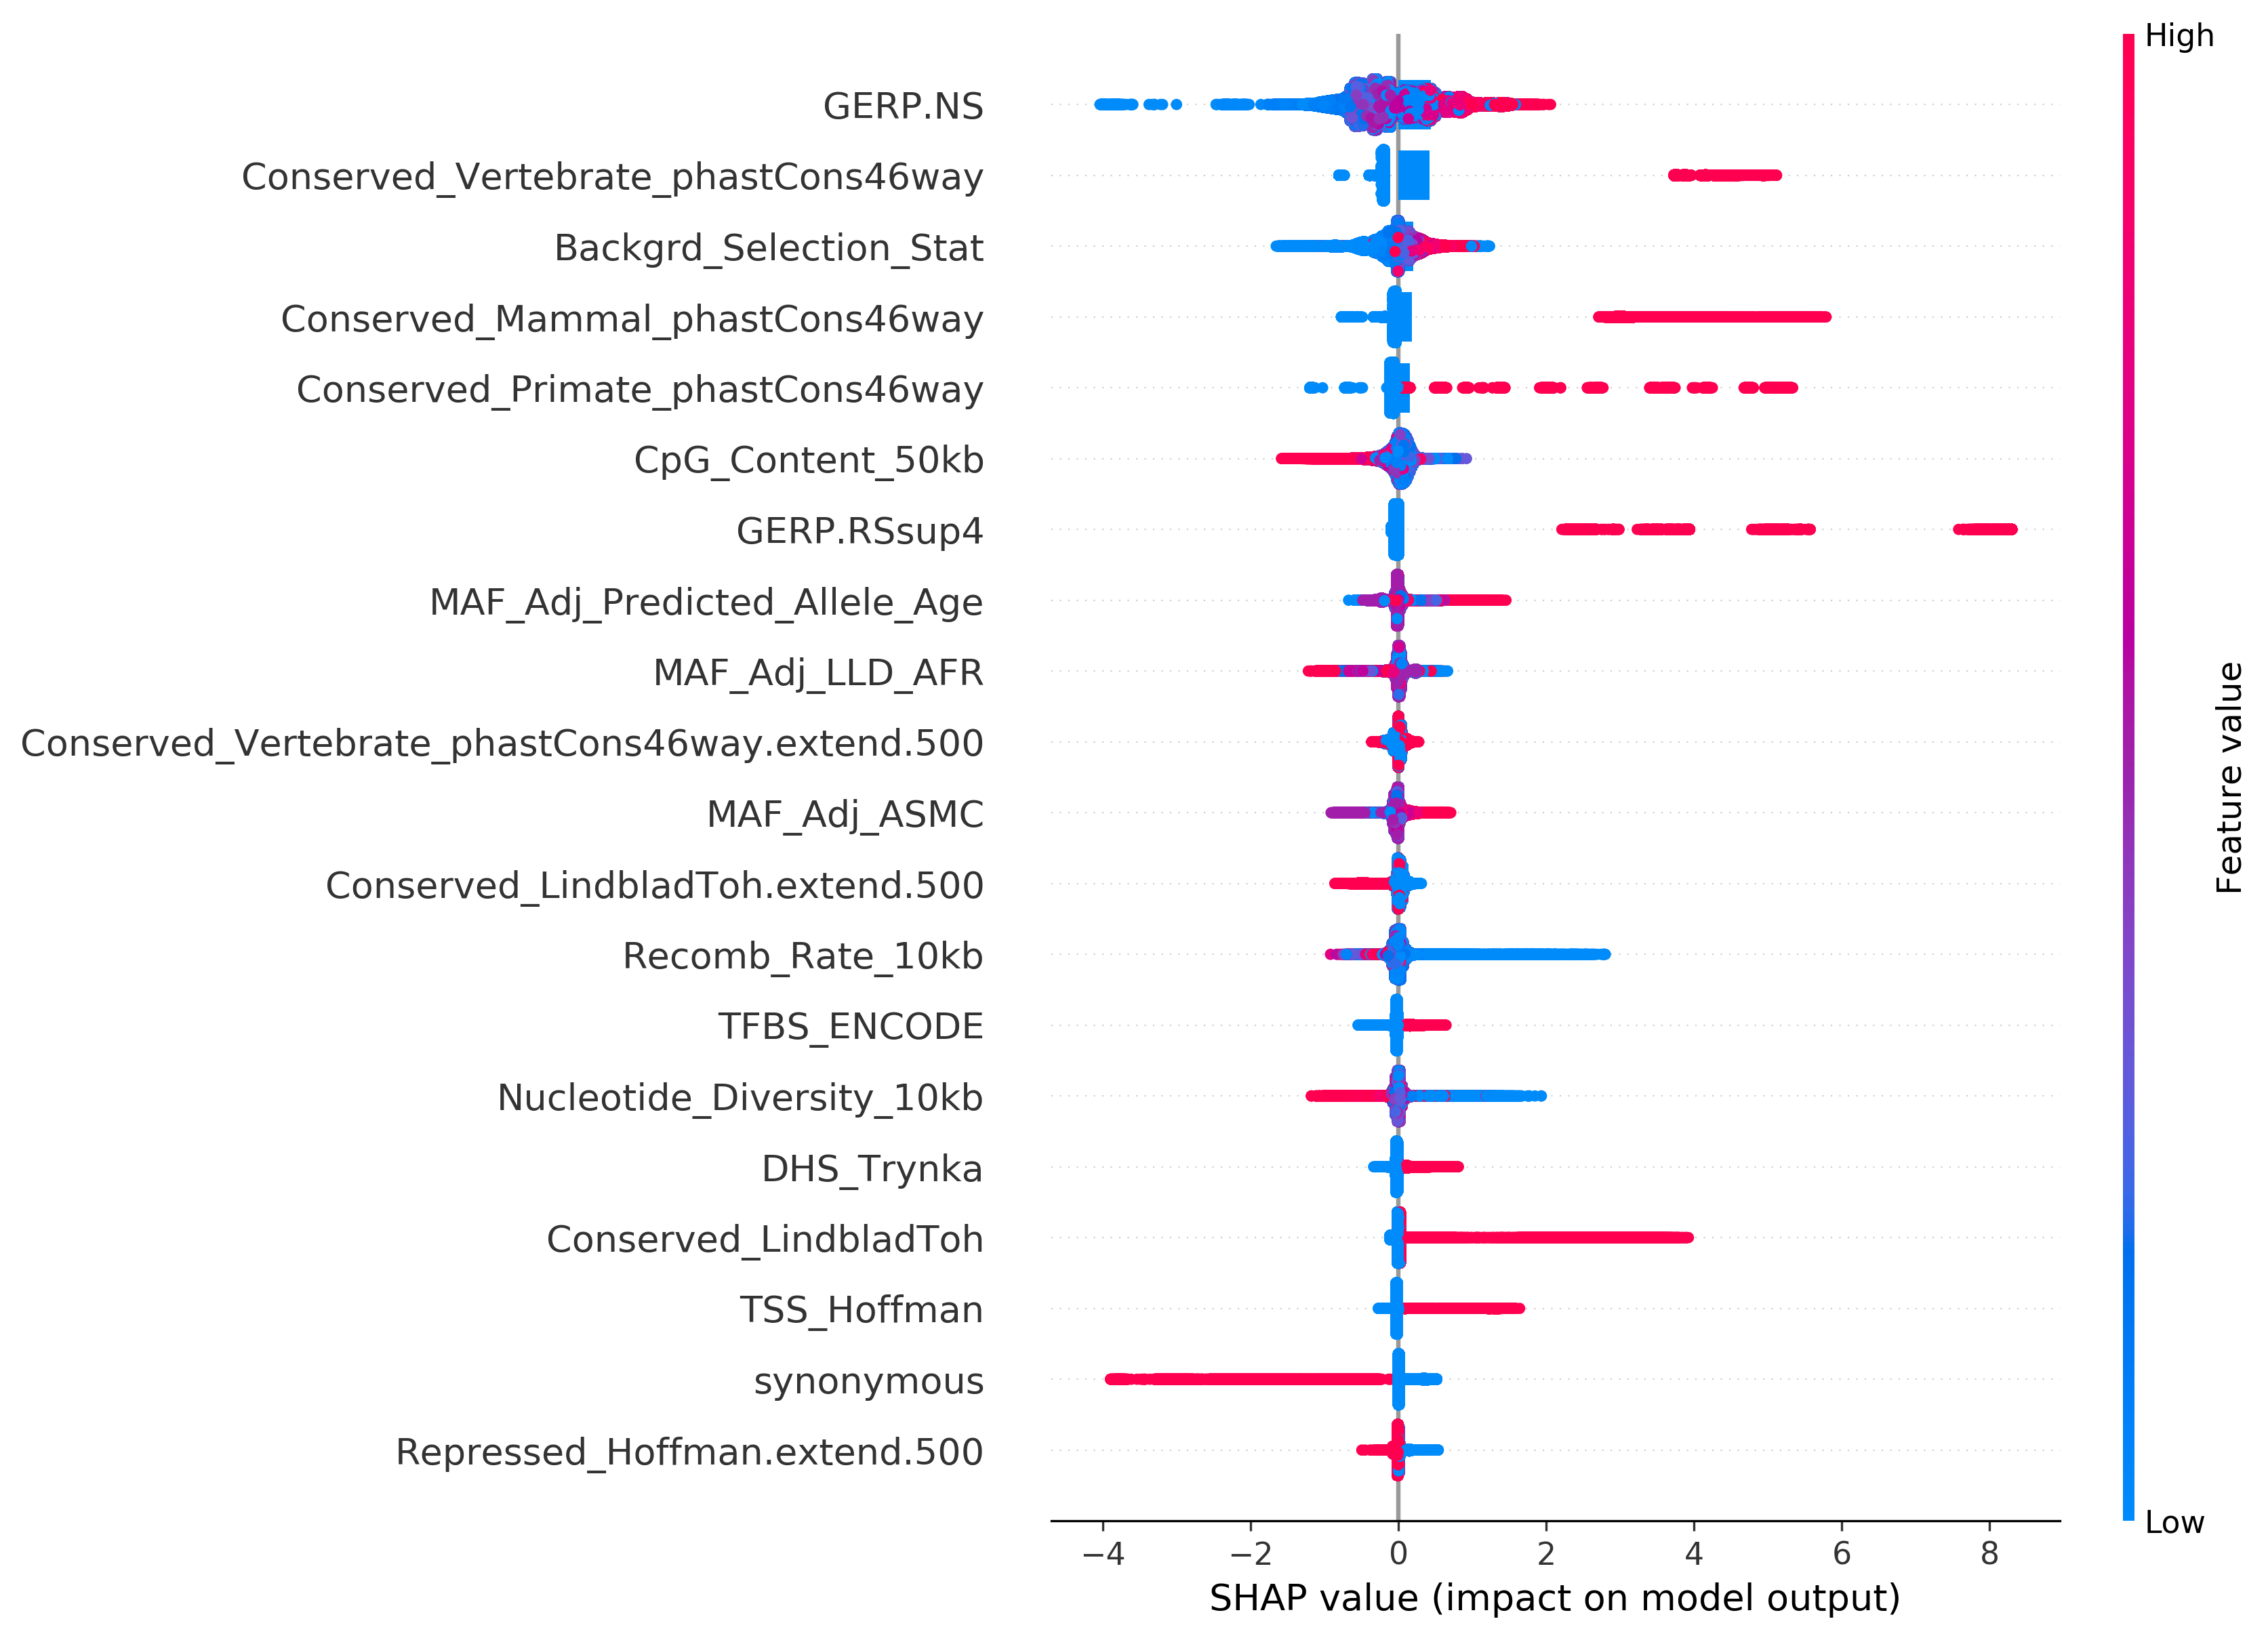 High
GERP.NS
Conserved_Vertebrate_phastCons46way
Backgrd_Selection_Stat
Conserved_Mammal_phastCons46way
Conserved_Primate_phastCons46way
CpG_Content_50kb
GERP.RSsup4
MAF_Adj_Predicted_Allele_Age
MAF_Adj_LLD_AFR
Conserved_Vertebrate_phastCons46way.extend.500
MAF_Adj_ASMC
Conserved_LindbladToh.extend.500
Recomb_Rate_10kb
TFBS_ENCODE
Nucleotide_Diversity_10kb
DHS_Trynka
Conserved_LindbladToh
TSS_Hoffman
synonymous
Repressed_Hoffman.extend.500
Feature value
Low
−4 −2 0 2 4 6 8
SHAP value (impact on model output)